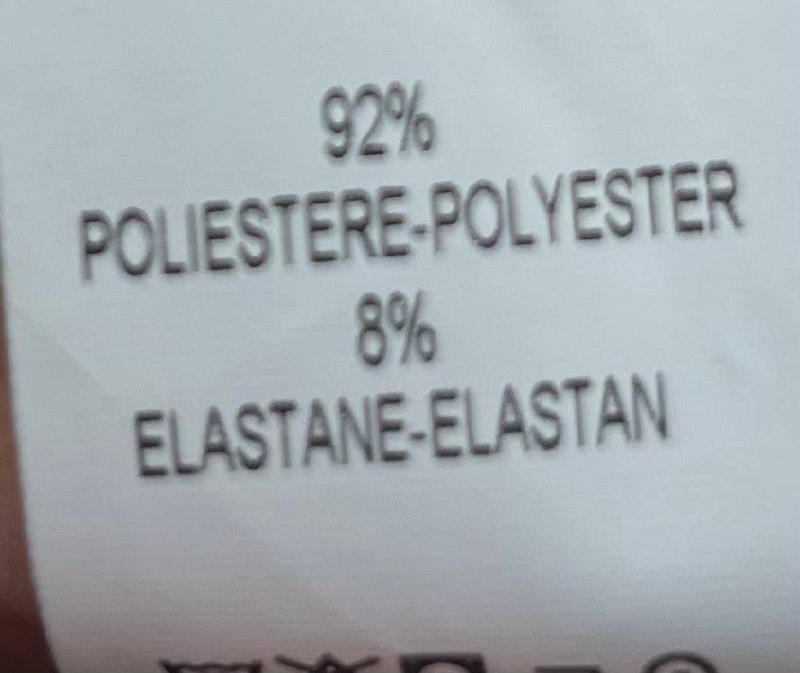 92%
POLIESTERE-POLYESTER
8%
ELASTANE-ELASTAN